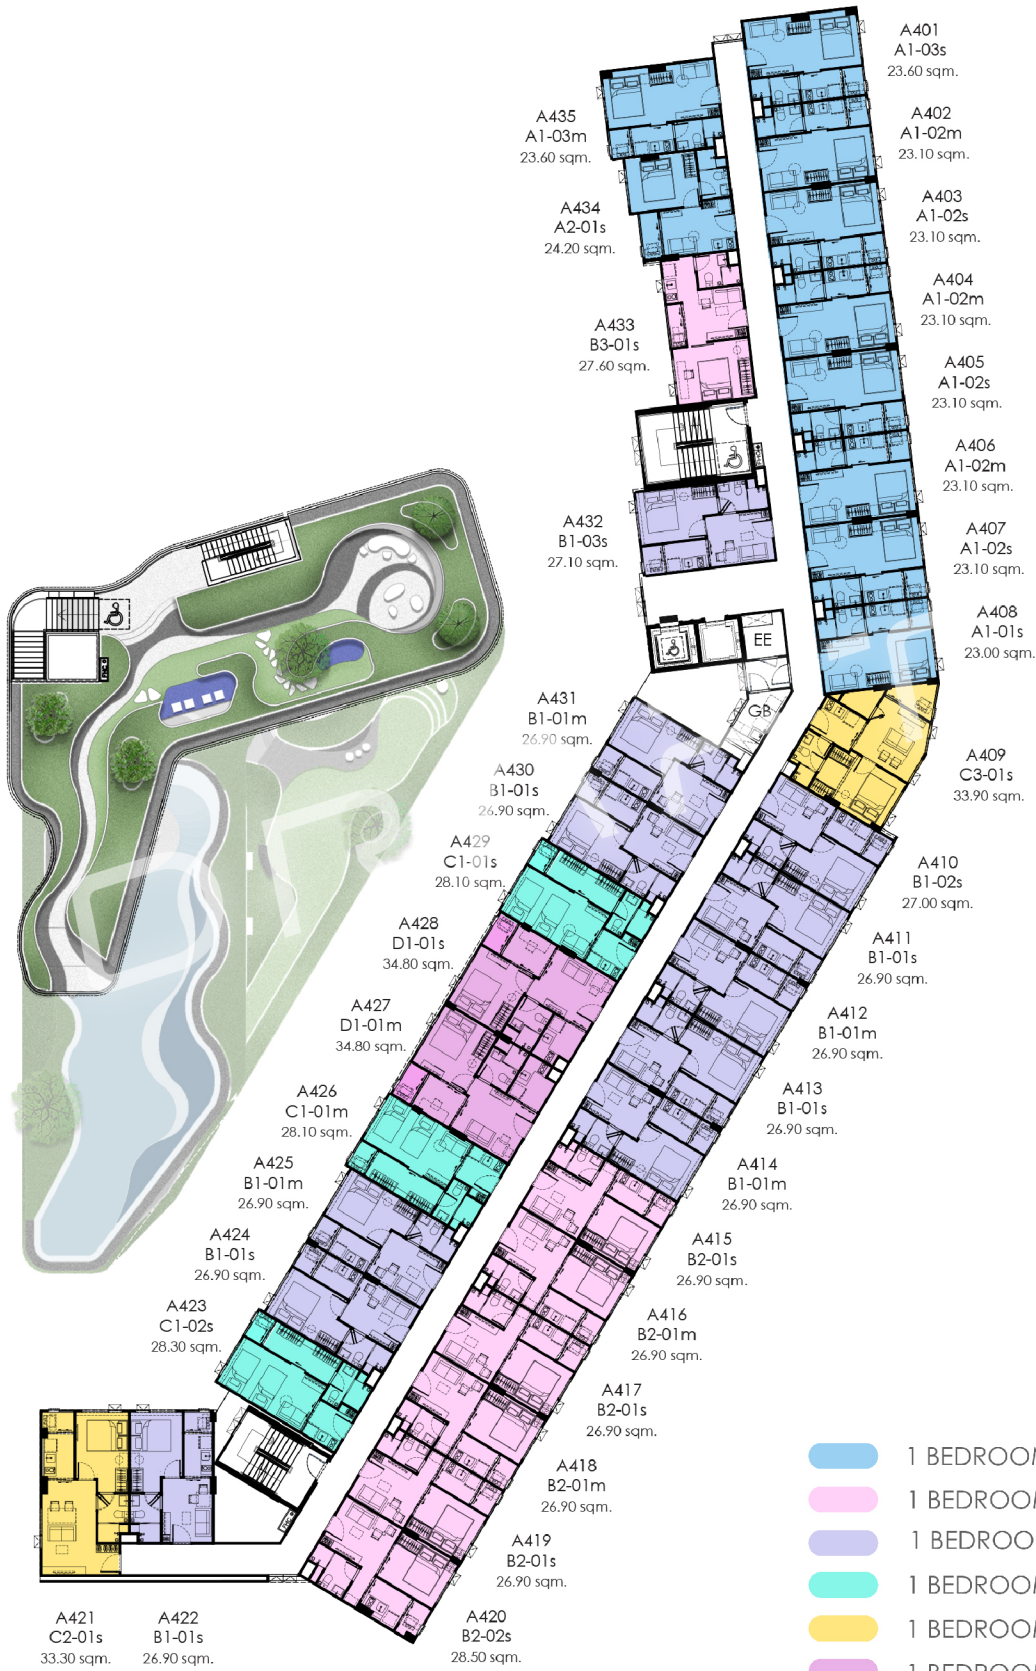 A401
A1-03s
23.60 sqm.
A402
A1-02m
23.10 sqm.
A403
A1-02s
23.10 sqm.
A404
A1-02m
23.10 sqm.
A405
A1-02s
23.10 sqm.
A406
A1-02m
23.10 sqm.
A407
A1-02s
23.10 sqm.
A408
A1-01s
23.00 sqm.
A409
C3-01s
33.90 sqm.
A410
B1-02s
27.00 sqm.
A411
B1-01s
26.90 sqm.
A412
B1-01m
26.90 sqm.
A413
B1-01s
26.90 sqm.
A414
B1-01m
26.90 sqm.
A415
B2-01s
26.90 sqm.
A416
B2-01m
26.90 sqm.
A417
B2-01s
26.90 sqm.
A418
B2-01m
26.90 sqm.
A419
B2-01s
26.90 sqm.
A420
B2-02s
28.50 sqm.
A421
C2-01s
33.30 sqm.
A422
B1-01s
26.90 sqm.
A423
C1-02s
28.30 sqm.
A424
B1-01s
26.90 sqm.
A425
B1-01m
26.90 sqm.
A426
C1-01m
28.10 sqm.
A427
D1-01m
34.80 sqm.
A428
D1-01s
34.80 sqm.
A429
C1-01s
28.10 sqm.
A430
B1-01s
26.90 sqm.
A431
B1-01m
26.90 sqm.
A432
B1-03s
27.10 sqm.
A433
B3-01s
27.60 sqm.
A434
A2-01s
24.20 sqm.
A435
A1-03m
23.60 sqm.
EE
GB
1 BEDROOM
1 BEDROOM
1 BEDROO
1 BEDROOM
1 BEDROOM
1 BEDROOM